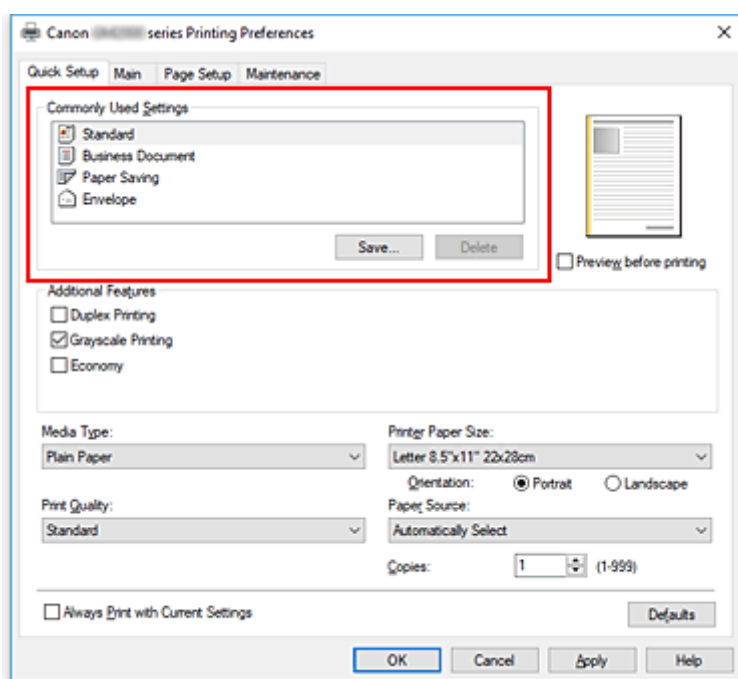 Canon series Printing Preferences
Quick Setup Main Page Setup Maintenance
Commonly Used Settings
Standard
Business Document
Paper Saving
Envelope
Save... Delete
Preview before printing
Additional Features
Duplex Printing
Grayscale Printing
Economy
Media Type: Printer Paper Size:
Plain Paper Letter 8.5"x11" 22x28cm
Orientation: Portrait Landscape
Print Quality: Paper Source:
Standard Automatically Select
Copies: 1 (1-999)
Always Print with Current Settings Defaults
OK Cancel Apply Help